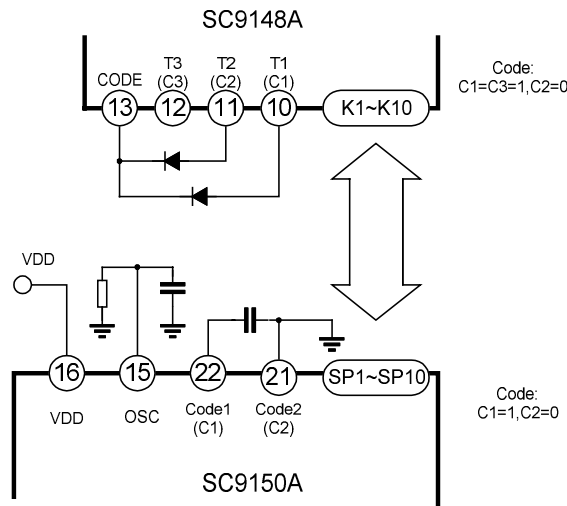 SC9148A
CODE
T3
(C3)
T2
(C2)
T1
(C1)
13
12
11
10
K1~K10
Code:
C1=C3=1,C2=0
VDD
16
15
22
21
SP1~SP10
VDD
OSC
Code1
(C1)
Code2
(C2)
Code:
C1=1,C2=0
SC9150A